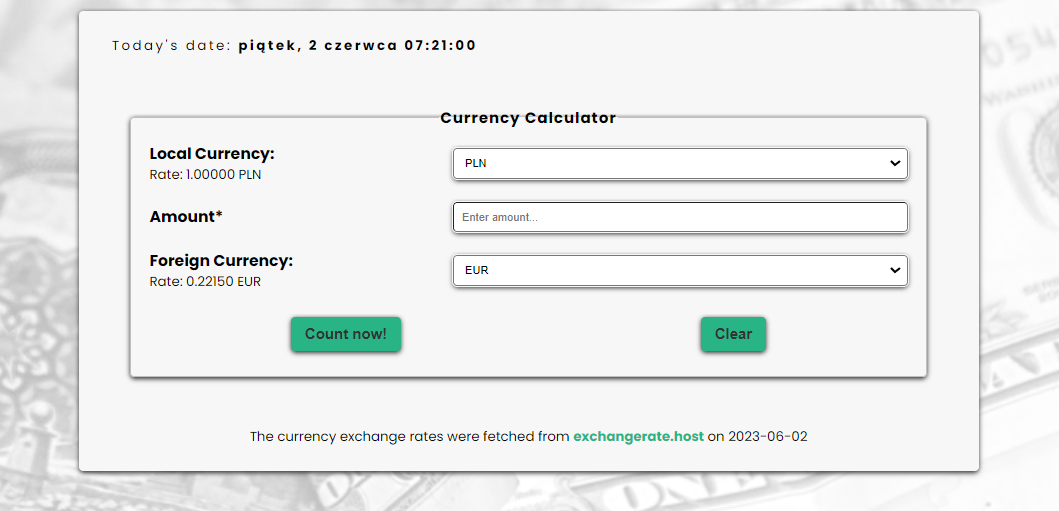 Today's date: piątek, 2 czerwca 07:21:00
Currency Calculator
Local Currency:
Rate: 1.00000 PLN
PLN
Amount*
Enter amount...
Foreign Currency:
Rate: 0.22150 EUR
EUR
Count now!
Clear
The currency exchange rates were fetched from exchangerate.host on 2023-06-02